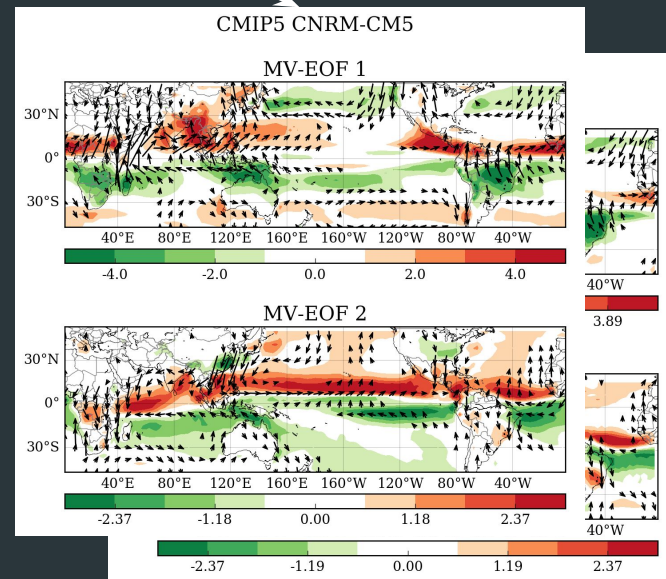 CMIP5 CNRM-CM5
MV-EOF 1
30°N
0°
30°S
40°E 80°E 120°E 160°E 160°W 120°W 80°W 40°W
-4.0 -2.0 0.0 2.0 4.0
40°W
3.89
MV-EOF 2
30°N
0°
30°S
40°E 80°E 120°E 160°E 160°W 120°W 80°W 40°W
-2.37 -1.18 0.00 1.18 2.37
40°W
-2.37 -1.19 0.00 1.19 2.37